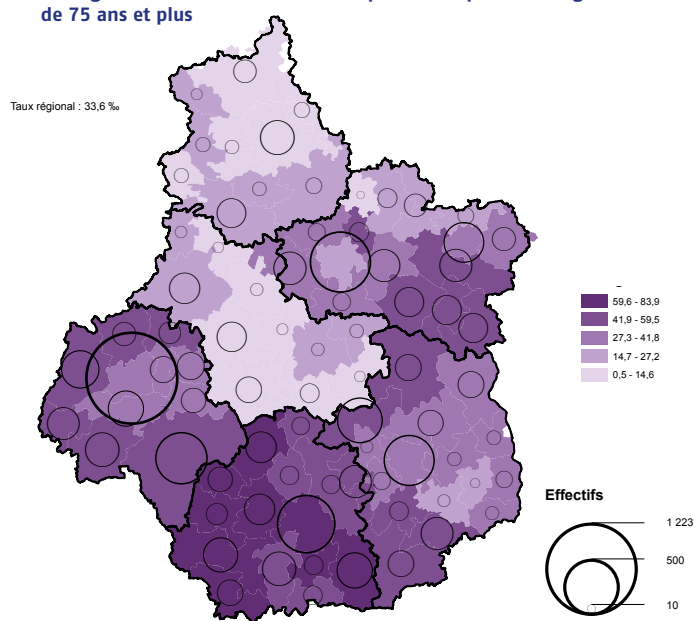 de 75 ans et plus
Taux régional : 33,6 ‰
59,6 - 83,9
41,9 - 59,5
27,3 - 41,8
14,7 - 27,2
0,5 - 14,6
Effectifs
1 223
500
10